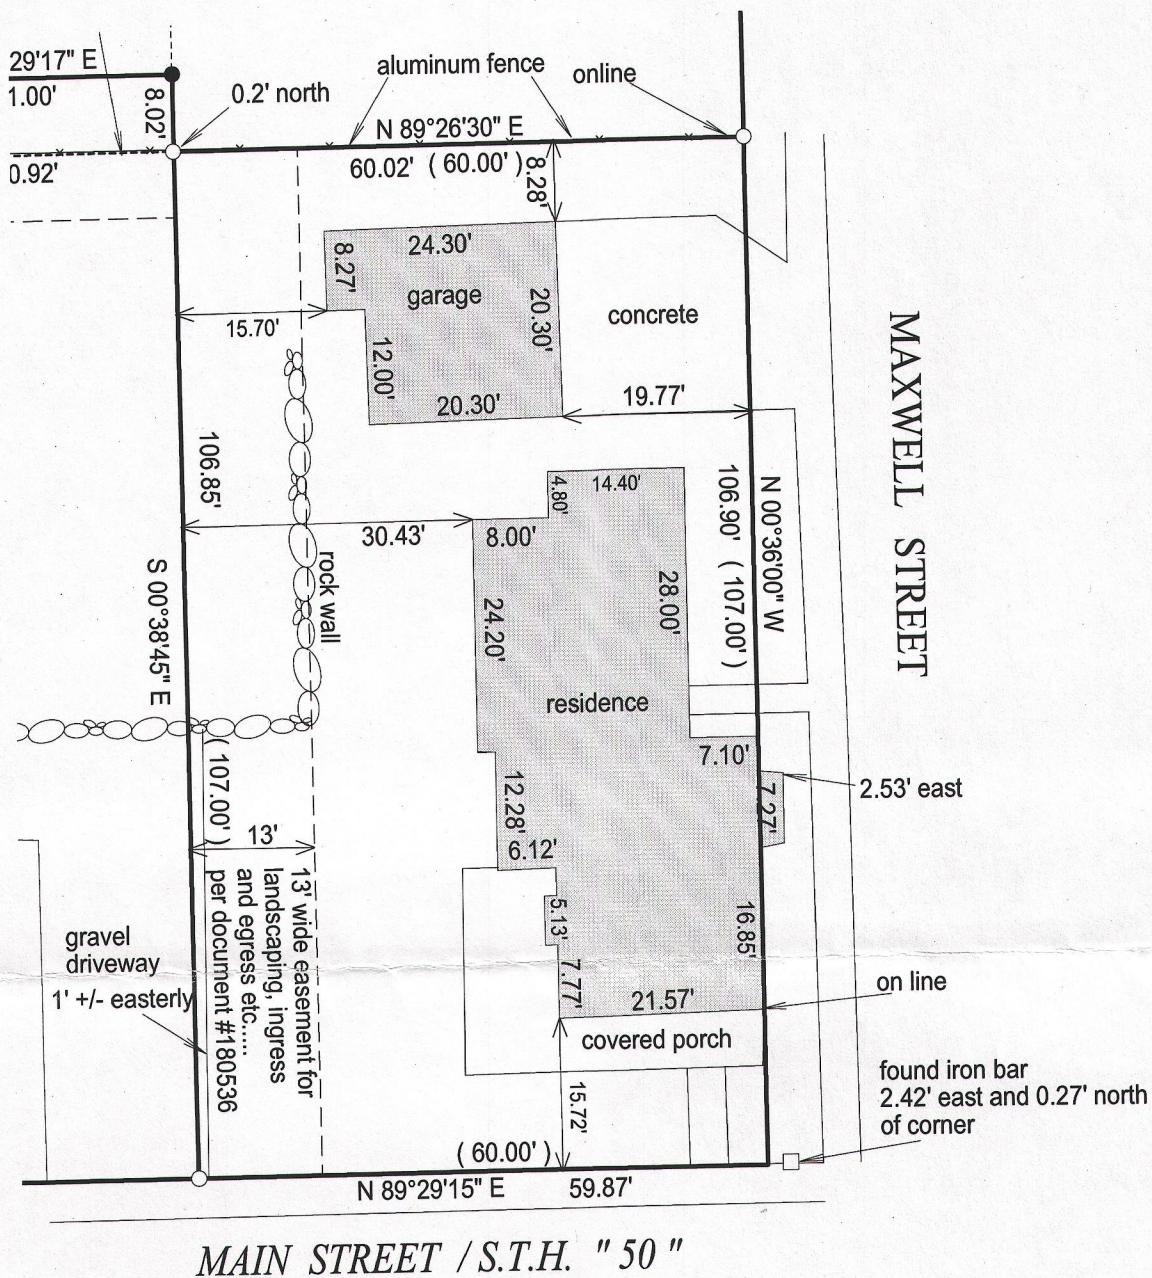 29'17" E
1.00'
8.02'
0.2' north
aluminum fence
online
N 89°26'30" E
60.02' ( 60.00' )
0.92'
8.28'
24.30'
8.27'
garage
20.30'
concrete
15.70'
12.00'
20.30'
19.77'
MAXWELL STREET
106.85'
S 00°38'45" E
( 107.00' )
30.43'
rock wall
4.80'
14.40'
8.00'
24.20'
28.00'
106.90' ( 107.00' )
N 00°36'00" W
residence
7.10'
7.27'
2.53' east
12.28'
6.12'
13'
13' wide easement for
landscaping, ingress
and egress etc.....
per document #180536
5.13'
16.85'
gravel
driveway
1' +/- easterly
7.77'
21.57'
on line
covered porch
15.72'
found iron bar
2.42' east and 0.27' north
of corner
( 60.00' )
N 89°29'15" E 59.87'
MAIN STREET / S.T.H. " 50 "